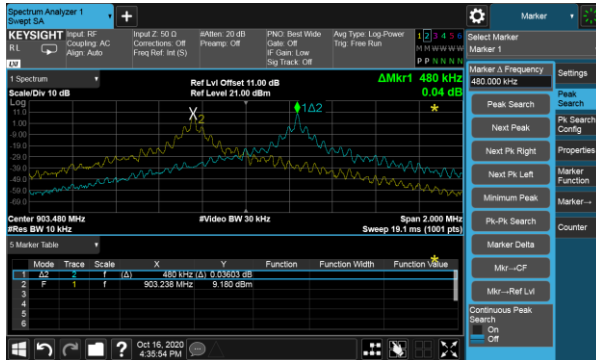 Spectrum Analyzer 1
Swept SA
+
Marker
KEYSIGHT
RL
Input: RF
Coupling: AC
Align: Auto
Input Z: 50 Ω
Corrections: Off
Freq Ref: Int (S)
#Atten: 20 dB
Preamp: Off
PNO: Best Wide
Gate: Off
IF Gain: Low
Sig Track: Off
Avg Type: Log-Power
Trig: Free Run
1 2 3 4 5 6
M M W W W W
P P N N N N
Select Marker
Marker 1
1 Spectrum
Scale/Div 10 dB
Ref Lvl Offset 11.00 dB
Ref Level 21.00 dBm
ΔMkr1 480 kHz
0.04 dB
Log
11.0
1.00
-9.00
-19.0
-29.0
-39.0
-49.0
-59.0
-69.0
X2
1Δ2
Center 903.480 MHz
#Res BW 10 kHz
#Video BW 30 kHz
Span 2.000 MHz
Sweep 19.1 ms (1001 pts)
5 Marker Table
Mode Trace Scale X Y Function Function Width Function Value
1 Δ2 2 f (Δ) 480 kHz (Δ) 0.03603 dB
2 F 1 f 903.238 MHz 9.180 dBm
3
4
5
6
Marker Δ Frequency
480.000 kHz
Peak Search
Next Peak
Next Pk Right
Next Pk Left
Minimum Peak
Pk-Pk Search
Marker Delta
Mkr→CF
Mkr→Ref Lvl
Continuous Peak
Search
On
Off
Settings
Peak
Search
Pk Search
Config
Properties
Marker
Function
Marker→
Counter
?
Oct 16, 2020
4:35:54 PM